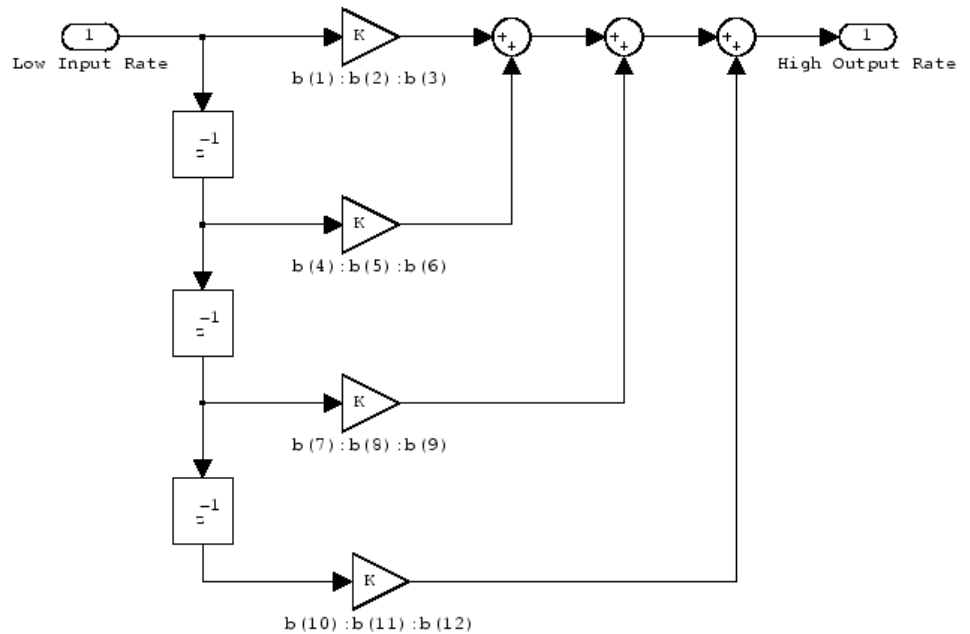 1
K
+
+
+
+
+
+
1
Low Input Rate
b(1):b(2):b(3)
High Output Rate
z⁻¹
K
b(4):b(5):b(6)
z⁻¹
K
b(7):b(8):b(9)
z⁻¹
K
b(10):b(11):b(12)